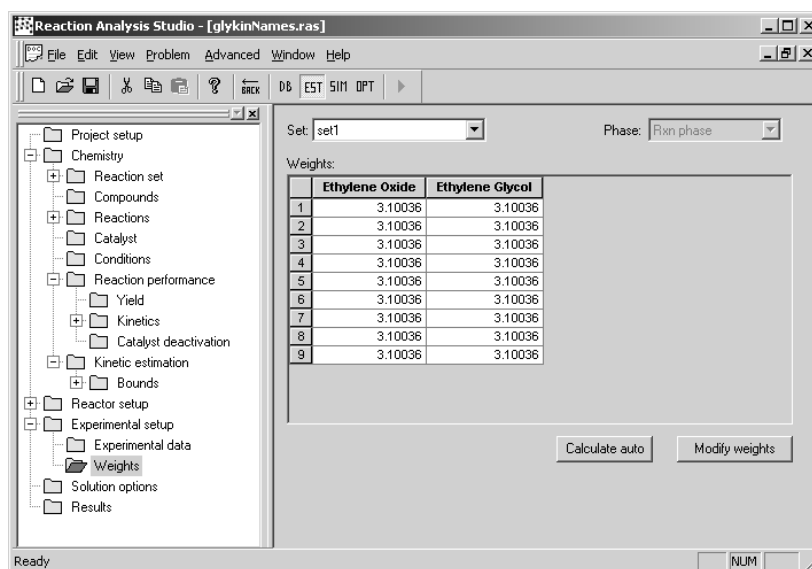 Reaction Analysis Studio - [glykinNames.ras]
File Edit View Problem Advanced Window Help
BACK DB EST SIM OPT
Project setup
Chemistry
Reaction set
Compounds
Reactions
Catalyst
Conditions
Reaction performance
Yield
Kinetics
Catalyst deactivation
Kinetic estimation
Bounds
Reactor setup
Experimental setup
Experimental data
Weights
Solution options
Results
Set: set1 Phase: Rxn phase
Weights:
Ethylene Oxide Ethylene Glycol
1 3.10036 3.10036
2 3.10036 3.10036
3 3.10036 3.10036
4 3.10036 3.10036
5 3.10036 3.10036
6 3.10036 3.10036
7 3.10036 3.10036
8 3.10036 3.10036
9 3.10036 3.10036
Calculate auto Modify weights
Ready NUM